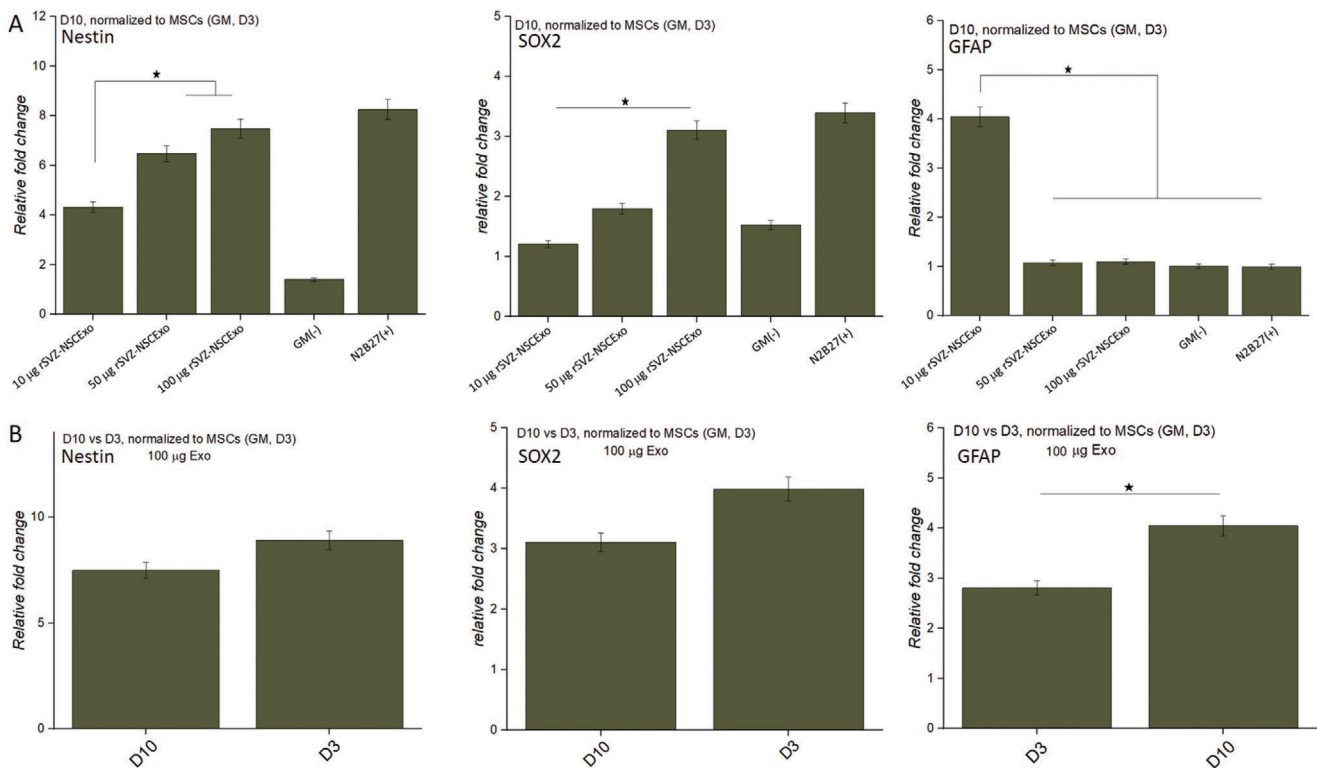 A
D10, normalized to MSCs (GM, D3)
Nestin
Relative fold change
12
10
8
6
4
2
0
★
10 µg rSVZ-NSCExo
50 µg rSVZ-NSCExo
100 µg rSVZ-NSCExo
GM(-)
N2B27(+)
D10, normalized to MSCs (GM, D3)
SOX2
relative fold change
5
4
3
2
1
0
★
10 µg rSVZ-NSCExo
50 µg rSVZ-NSCExo
100 µg rSVZ-NSCExo
GM(-)
N2B27(+)
D10, normalized to MSCs (GM, D3)
GFAP
Relative fold change
6
5
4
3
2
1
0
★
10 µg rSVZ-NSCExo
50 µg rSVZ-NSCExo
100 µg rSVZ-NSCExo
GM(-)
N2B27(+)
B
D10 vs D3, normalized to MSCs (GM, D3)
Nestin 100 µg Exo
Relative fold change
10
5
0
D10
D3
D10 vs D3, normalized to MSCs (GM, D3)
SOX2 100 µg Exo
relative fold change
5
4
3
2
1
0
D10
D3
D10 vs D3, normalized to MSCs (GM, D3)
GFAP 100 µg Exo
Relative fold change
6
5
4
3
2
1
0
★
D3
D10